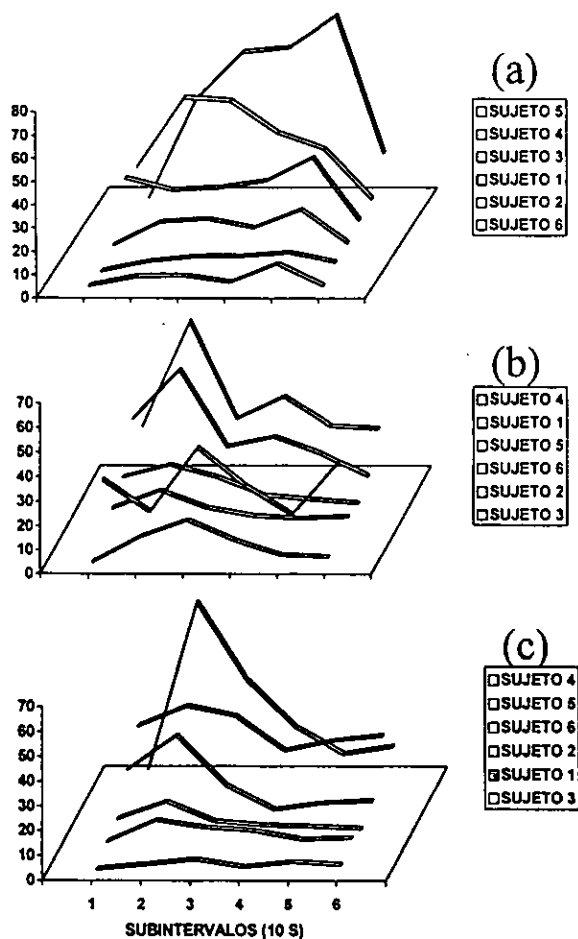 (a)
80
70
60
50
40
30
20
10
0
SUJETO 5
SUJETO 4
SUJETO 3
SUJETO 1
SUJETO 2
SUJETO 6
(b)
70
60
50
40
30
20
10
0
SUJETO 4
SUJETO 1
SUJETO 5
SUJETO 6
SUJETO 2
SUJETO 3
(c)
70
60
50
40
30
20
10
0
SUJETO 4
SUJETO 5
SUJETO 6
SUJETO 2
SUJETO 1
SUJETO 3
1 2 3 4 5 6
SUBINTERVALOS (10 S)